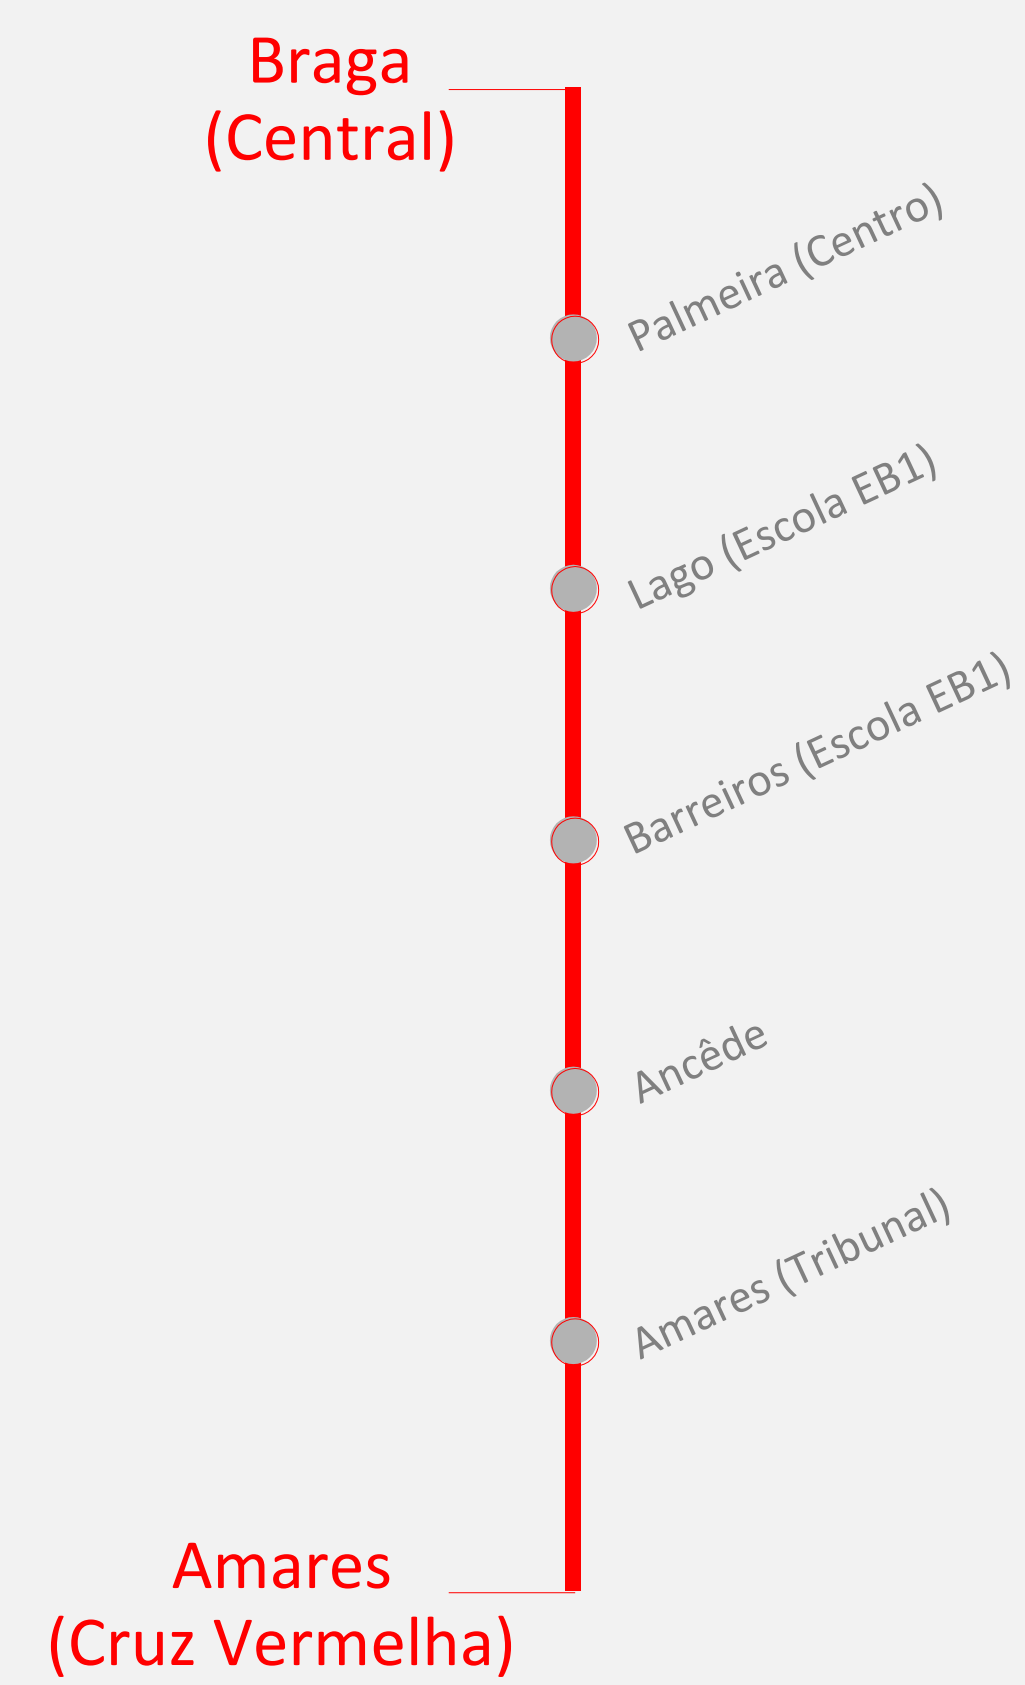 Braga
(Central)
Palmeira (Centro)
Lago (Escola EB1)
Barreiros (Escola EB1)
Ancêde
Amares (Tribunal)
Amares
(Cruz Vermelha)